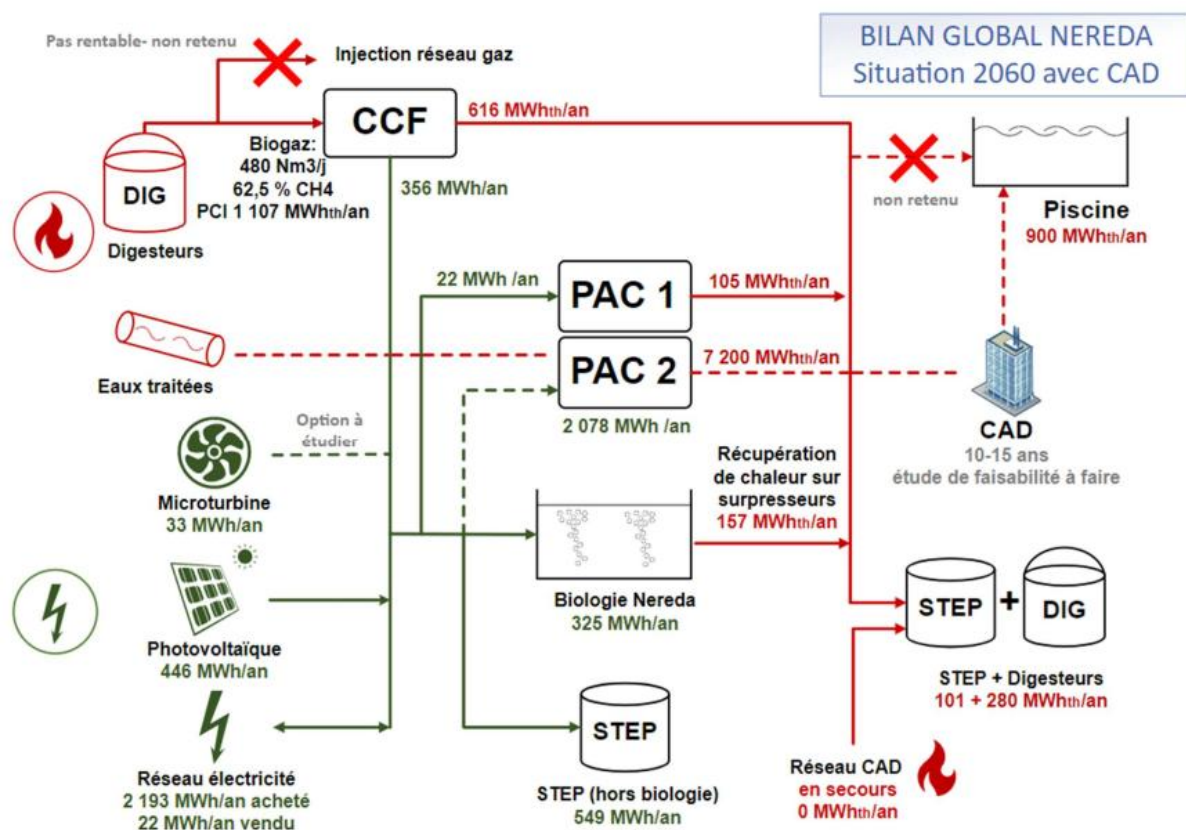 BILAN GLOBAL NEREDA
Situation 2060 avec CAD
Pas rentable- non retenu
Injection réseau gaz
CCF
616 MWhth/an
Biogaz:
480 Nm3/j
62,5 % CH4
PCI 1 107 MWhth/an
356 MWh/an
DIG
Digesteurs
non retenu
Piscine
900 MWhth/an
22 MWh /an
PAC 1
105 MWhth/an
PAC 2
7 200 MWhth/an
2 078 MWh /an
Eaux traitées
Option à
étudier
Microturbine
33 MWh/an
CAD
10-15 ans
étude de faisabilité à faire
Récupération
de chaleur sur
surpresseurs
157 MWhth/an
Biologie Nereda
325 MWh/an
Photovoltaïque
446 MWh/an
STEP
+
DIG
STEP + Digesteurs
101 + 280 MWhth/an
Réseau électricité
2 193 MWh/an acheté
22 MWh/an vendu
STEP
STEP (hors biologie)
549 MWh/an
Réseau CAD
en secours
0 MWhth/an